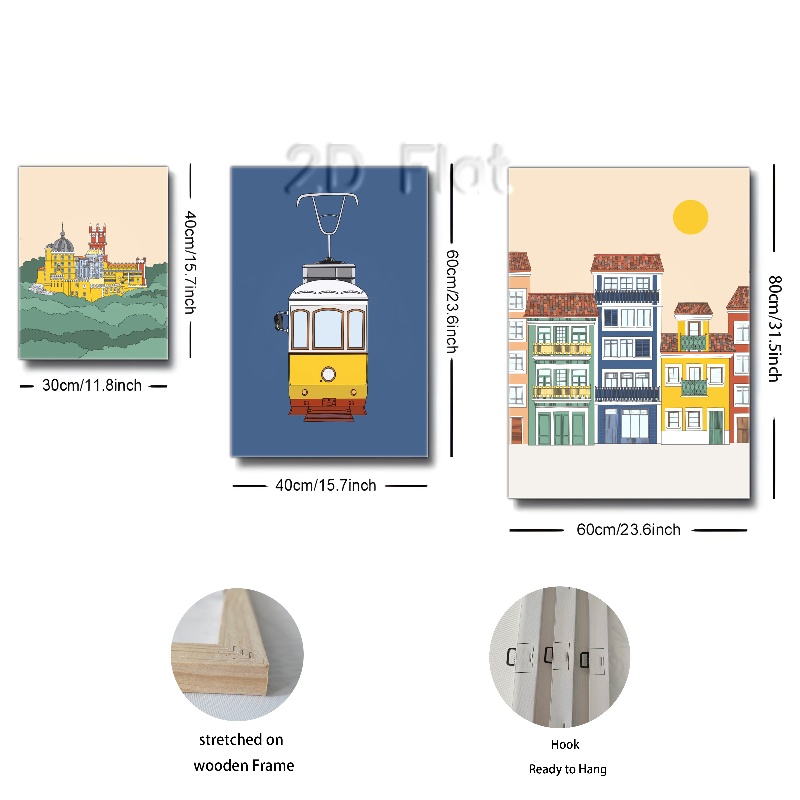 2D Flat
40cm/15.7inch
30cm/11.8inch
60cm/23.6inch
40cm/15.7inch
80cm/31.5inch
60cm/23.6inch
stretched on
wooden Frame
Hook
Ready to Hang